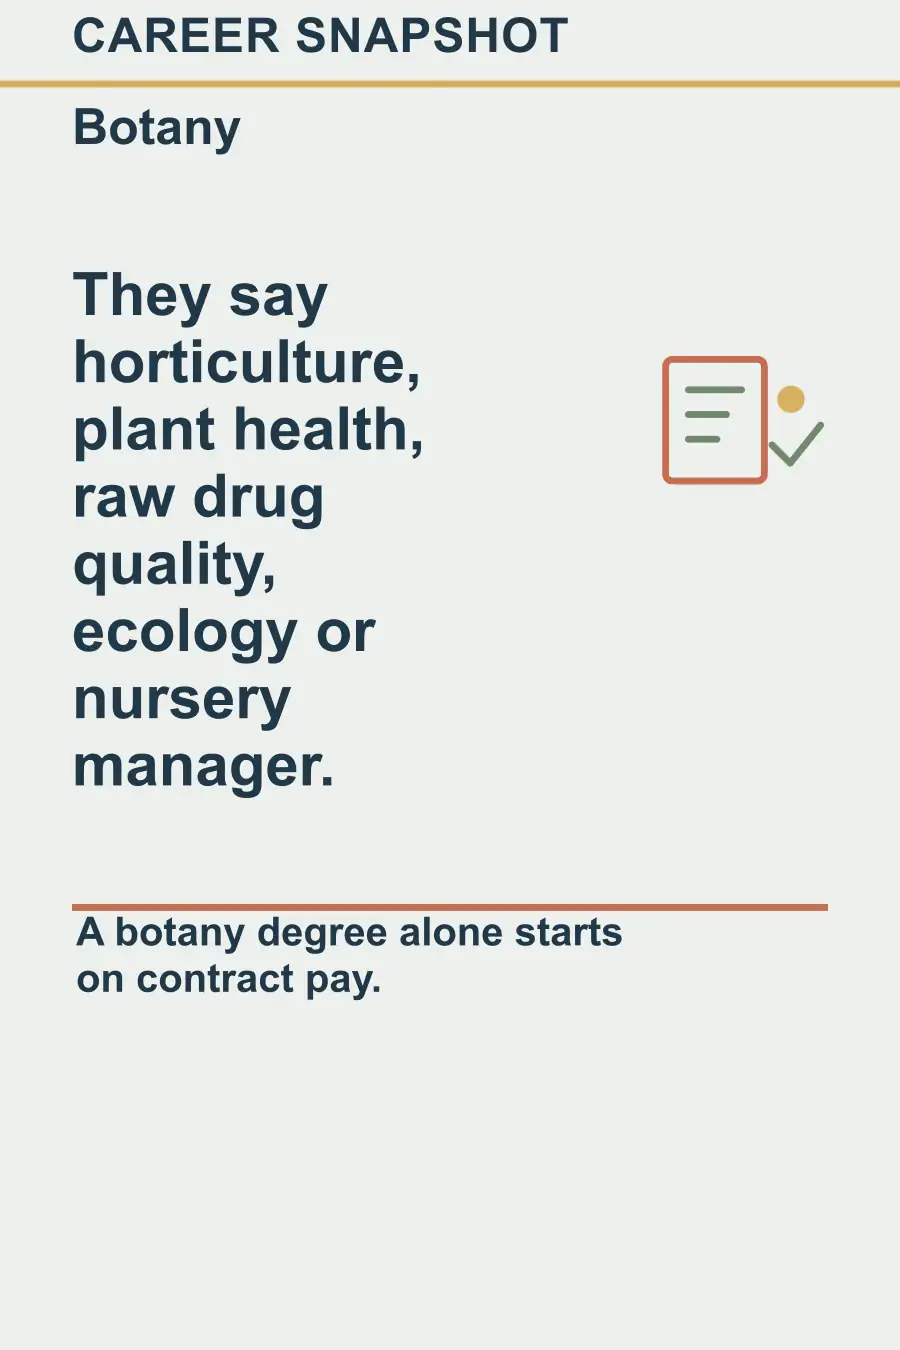 CAREER SNAPSHOT
Botany
They say
horticulture,
plant health,
raw drug
quality,
ecology or
nursery
manager.
A botany degree alone starts
on contract pay.